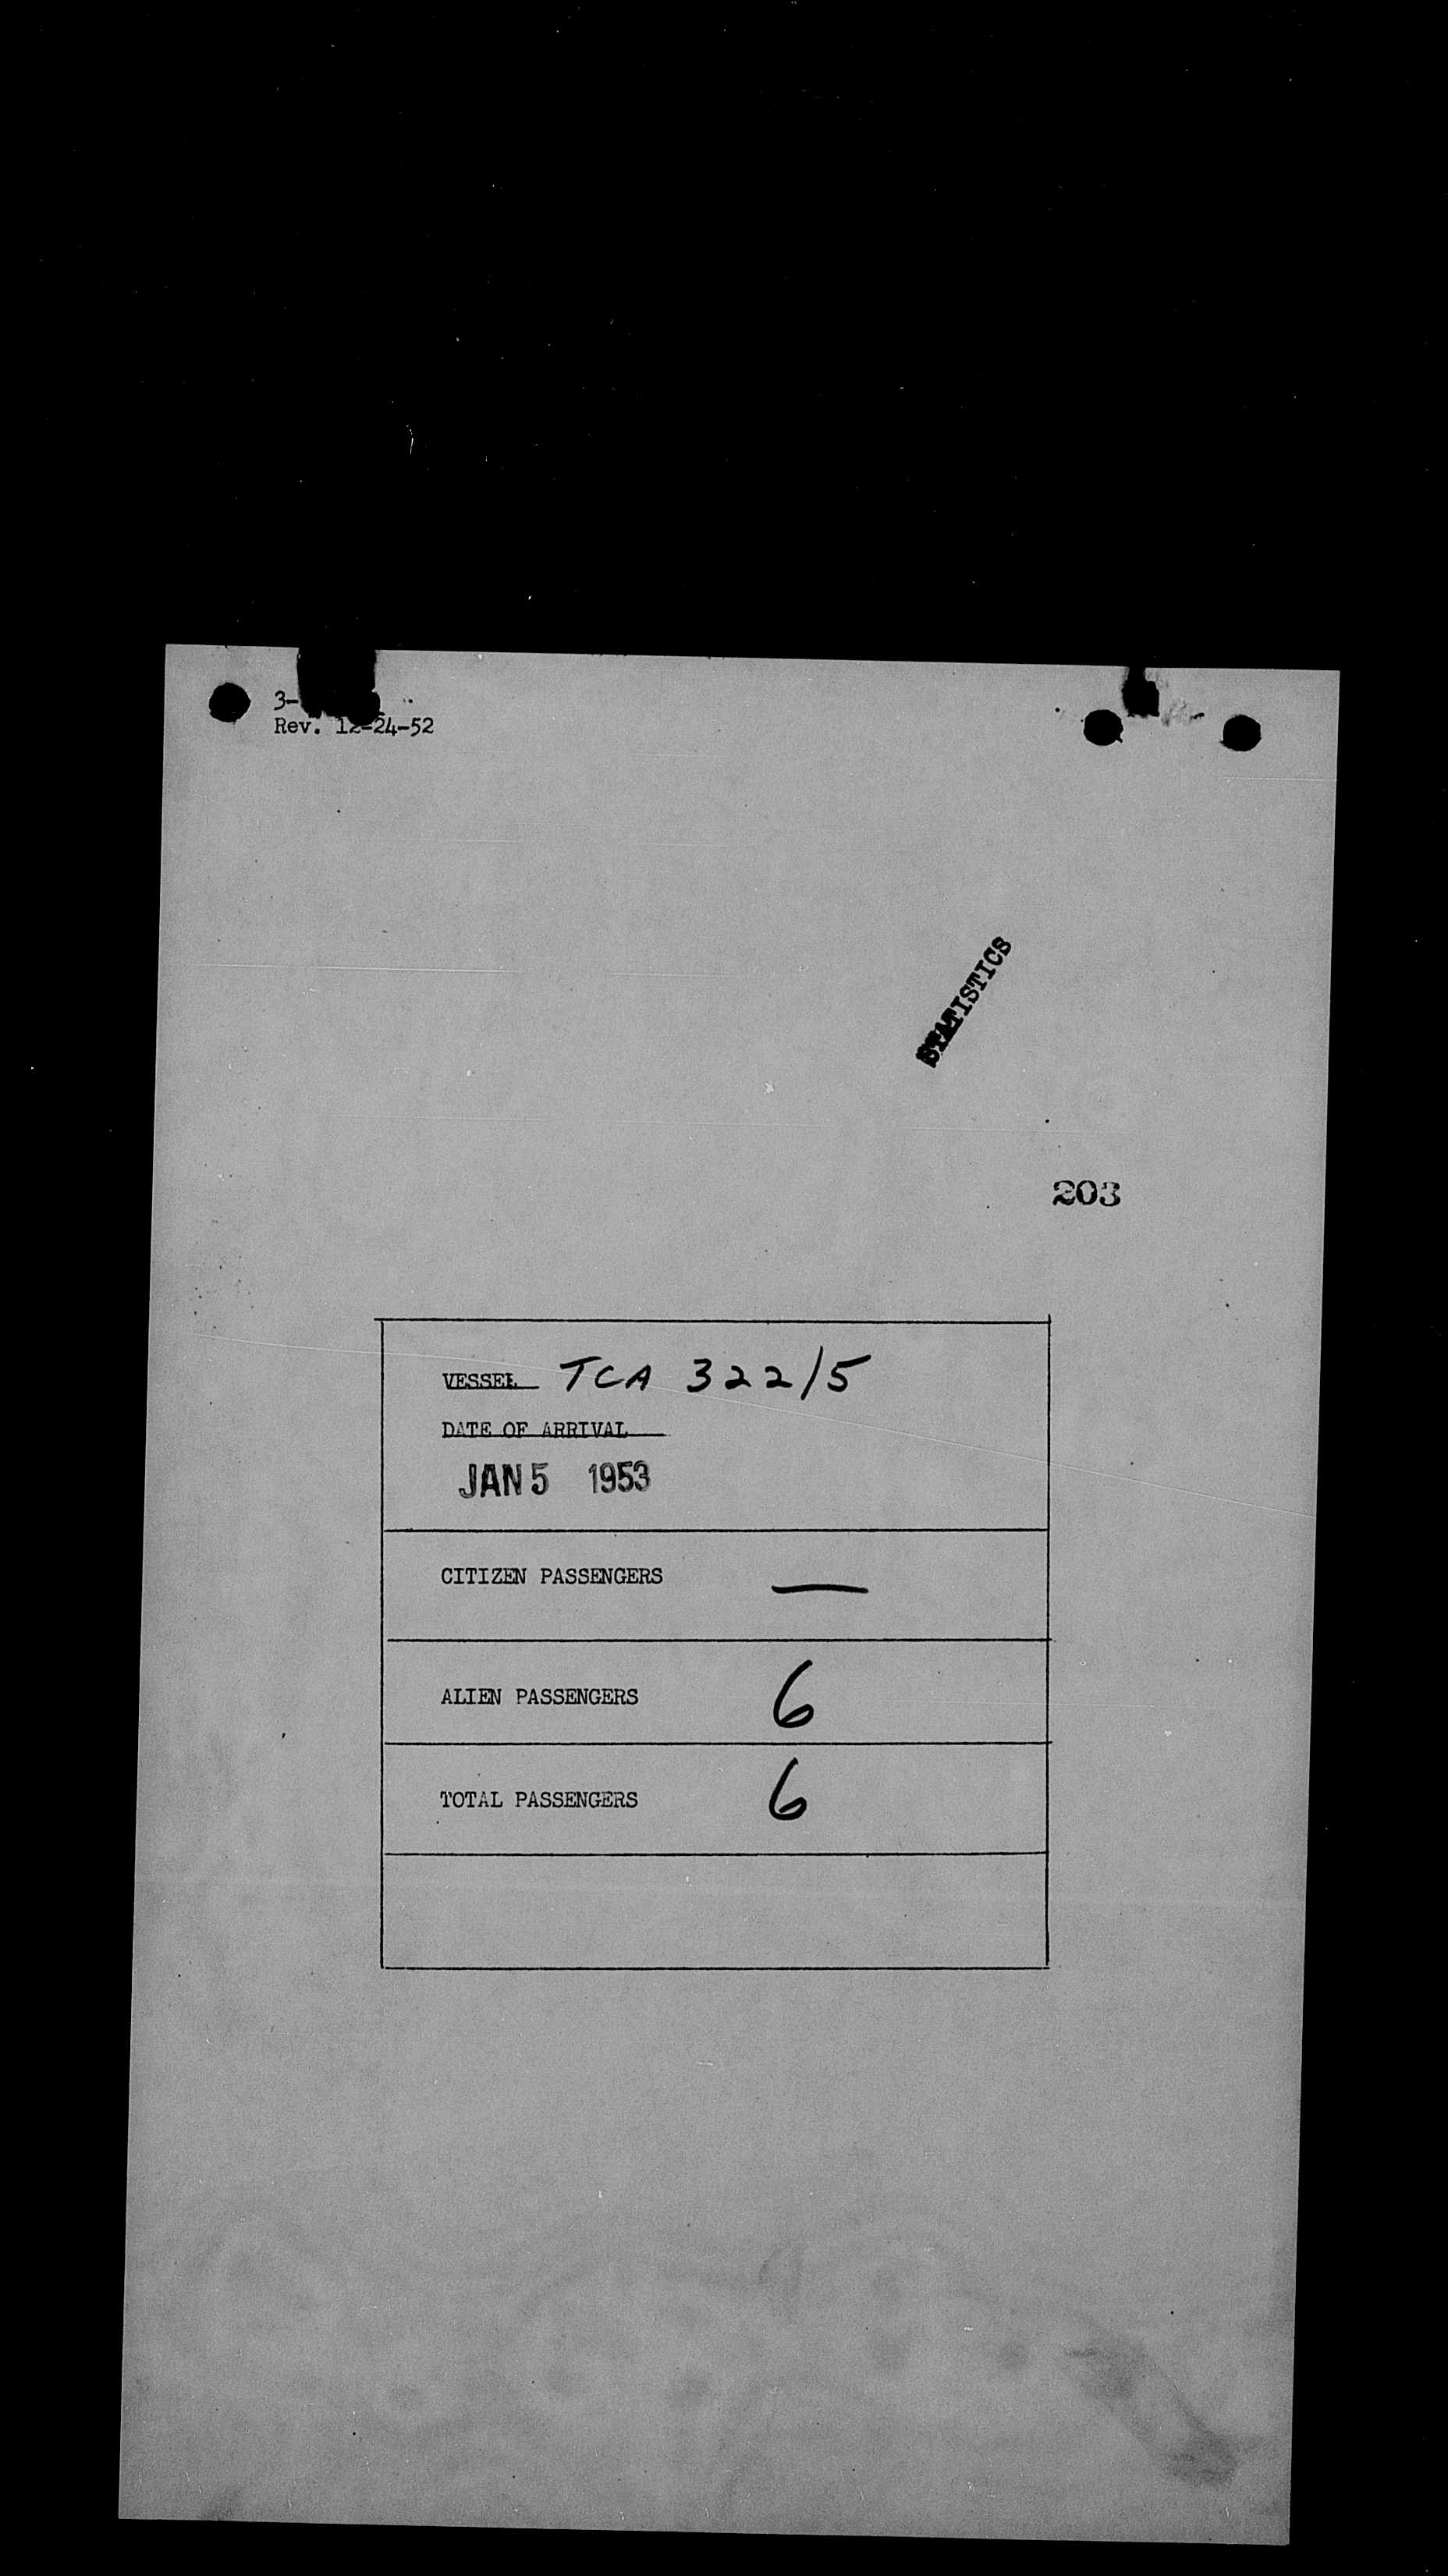 3-
Rev. 12-24-52
STATISTICS
203
VESSEL TCA 322/5
DATE OF ARRIVAL
JAN 5 1953
CITIZEN PASSENGERS —
ALIEN PASSENGERS 6
TOTAL PASSENGERS 6